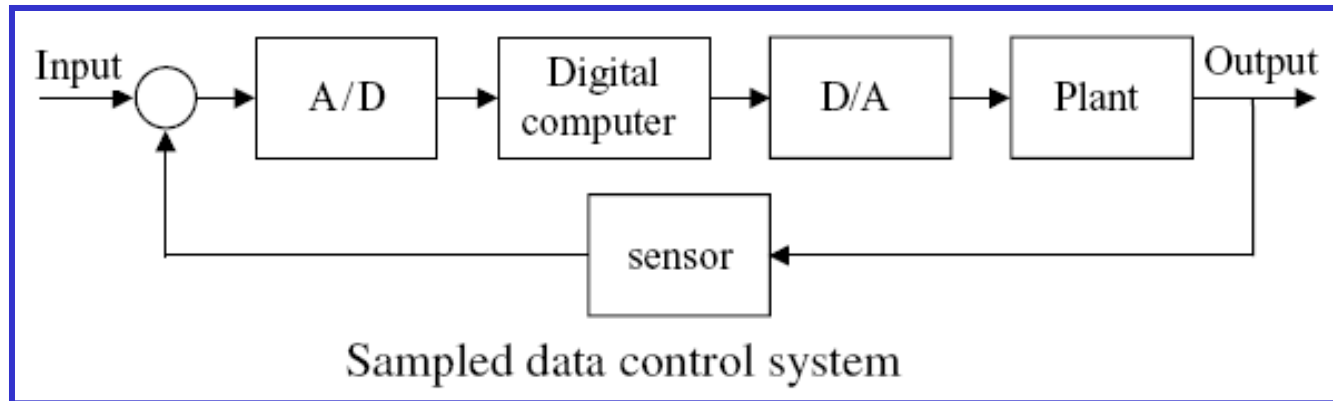 Input
A/D
Digital
computer
D/A
Plant
Output
sensor
Sampled data control system